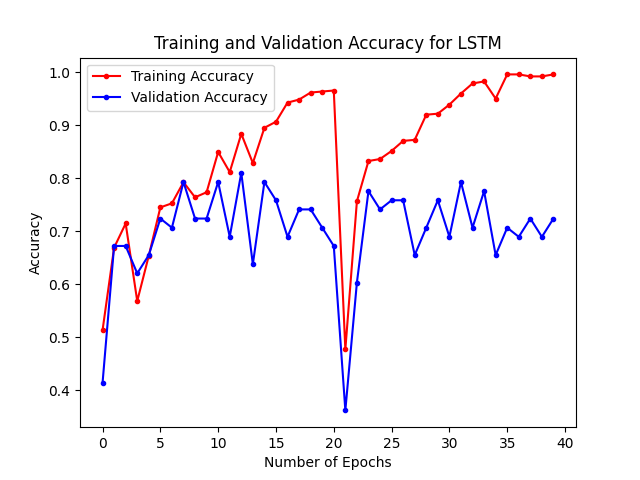 Training and Validation Accuracy for LSTM
Training Accuracy
Validation Accuracy
1.0
0.9
0.8
0.7
0.6
0.5
0.4
Accuracy
0 5 10 15 20 25 30 35 40
Number of Epochs